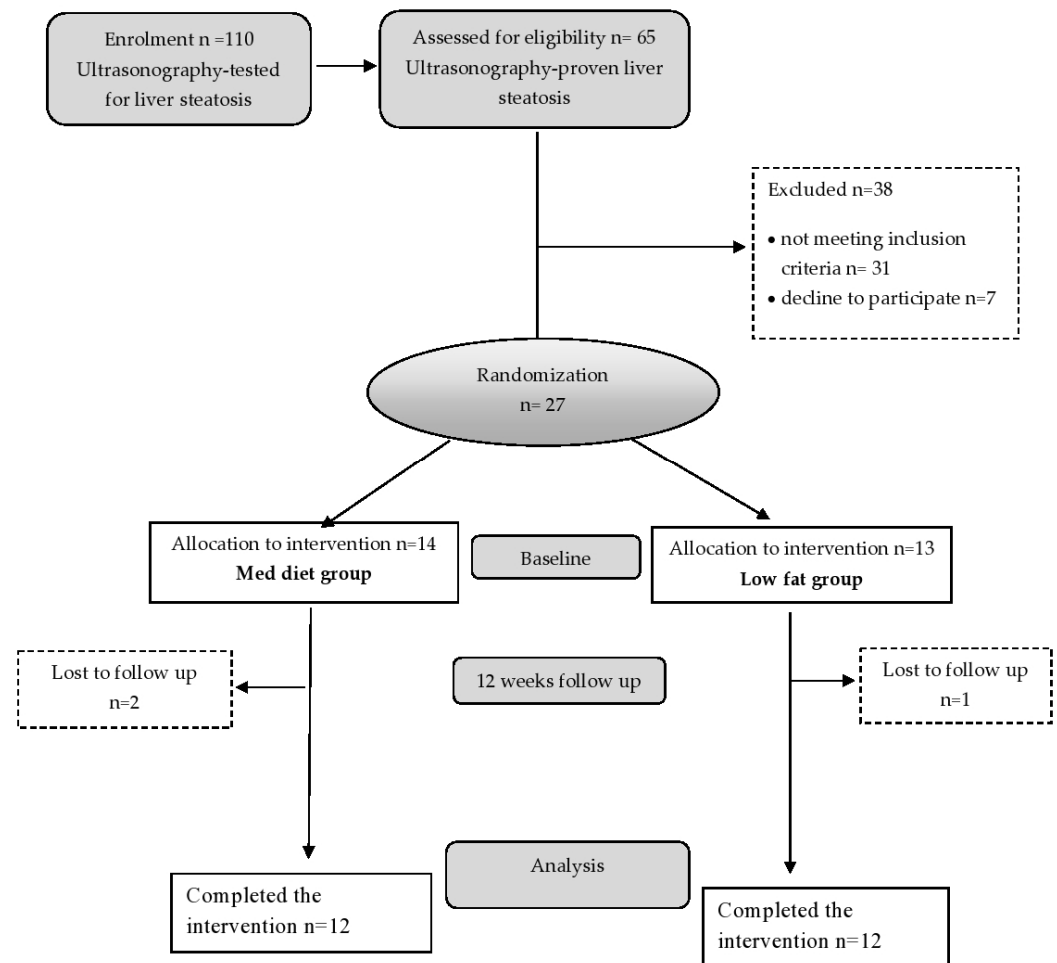 Enrolment n =110
Ultrasonography-tested
for liver steatosis
Assessed for eligibility n= 65
Ultrasonography-proven liver
steatosis
Excluded n=38
• not meeting inclusion
criteria n= 31
• decline to participate n=7
Randomization
n= 27
Allocation to intervention n=14
Med diet group
Baseline
Allocation to intervention n=13
Low fat group
Lost to follow up
n=2
12 weeks follow up
Lost to follow up
n=1
Analysis
Completed the
intervention n=12
Completed the
intervention n=12